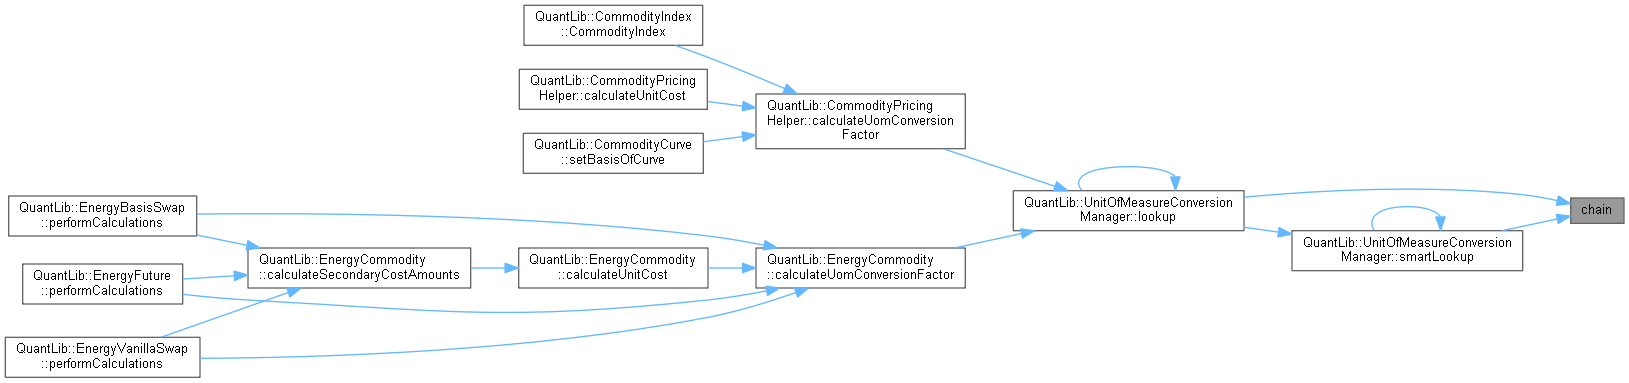 QuantLib::CommodityIndex
::CommodityIndex
QuantLib::CommodityPricing
Helper::calculateUnitCost
QuantLib::CommodityCurve
::setBasisOfCurve
QuantLib::CommodityPricing
Helper::calculateUomConversion
Factor
QuantLib::UnitOfMeasureConversion
Manager::lookup
chain
QuantLib::UnitOfMeasureConversion
Manager::smartLookup
QuantLib::EnergyBasisSwap
::performCalculations
QuantLib::EnergyFuture
::performCalculations
QuantLib::EnergyVanillaSwap
::performCalculations
QuantLib::EnergyCommodity
::calculateSecondaryCostAmounts
QuantLib::EnergyCommodity
::calculateUnitCost
QuantLib::EnergyCommodity
::calculateUomConversionFactor